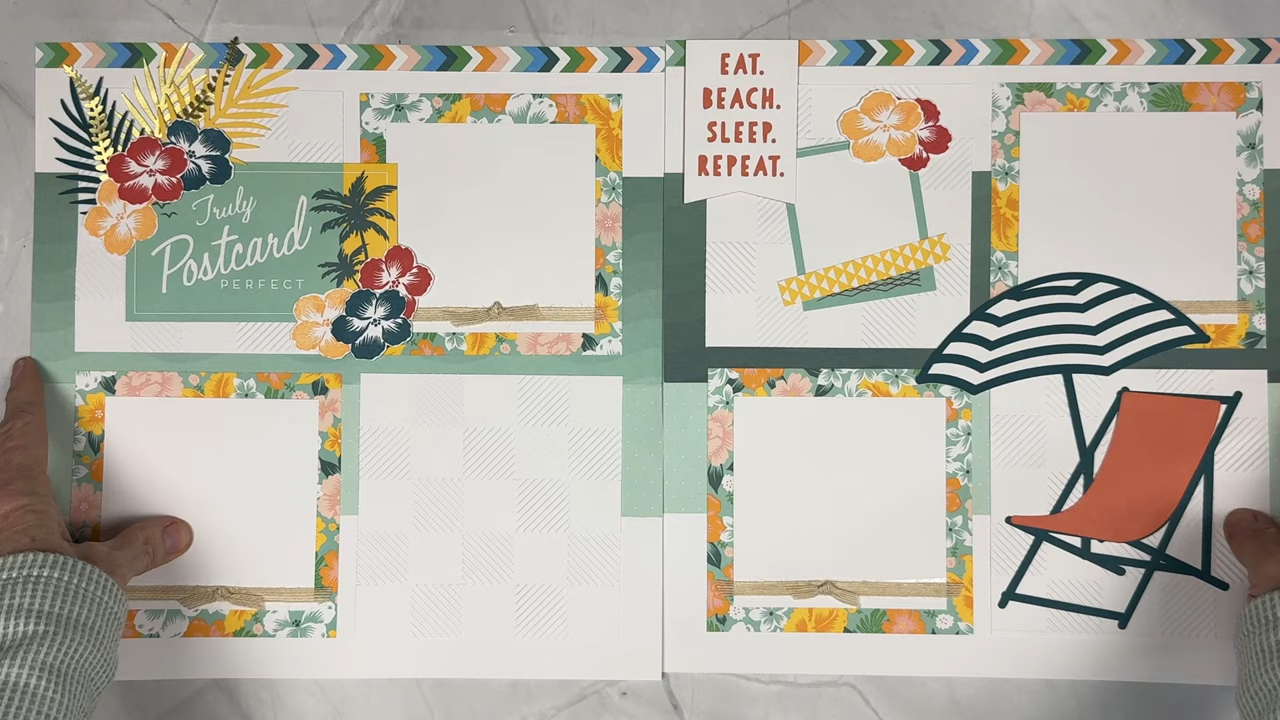 Truly
Postcard
PERFECT
EAT.
BEACH.
SLEEP.
REPEAT.